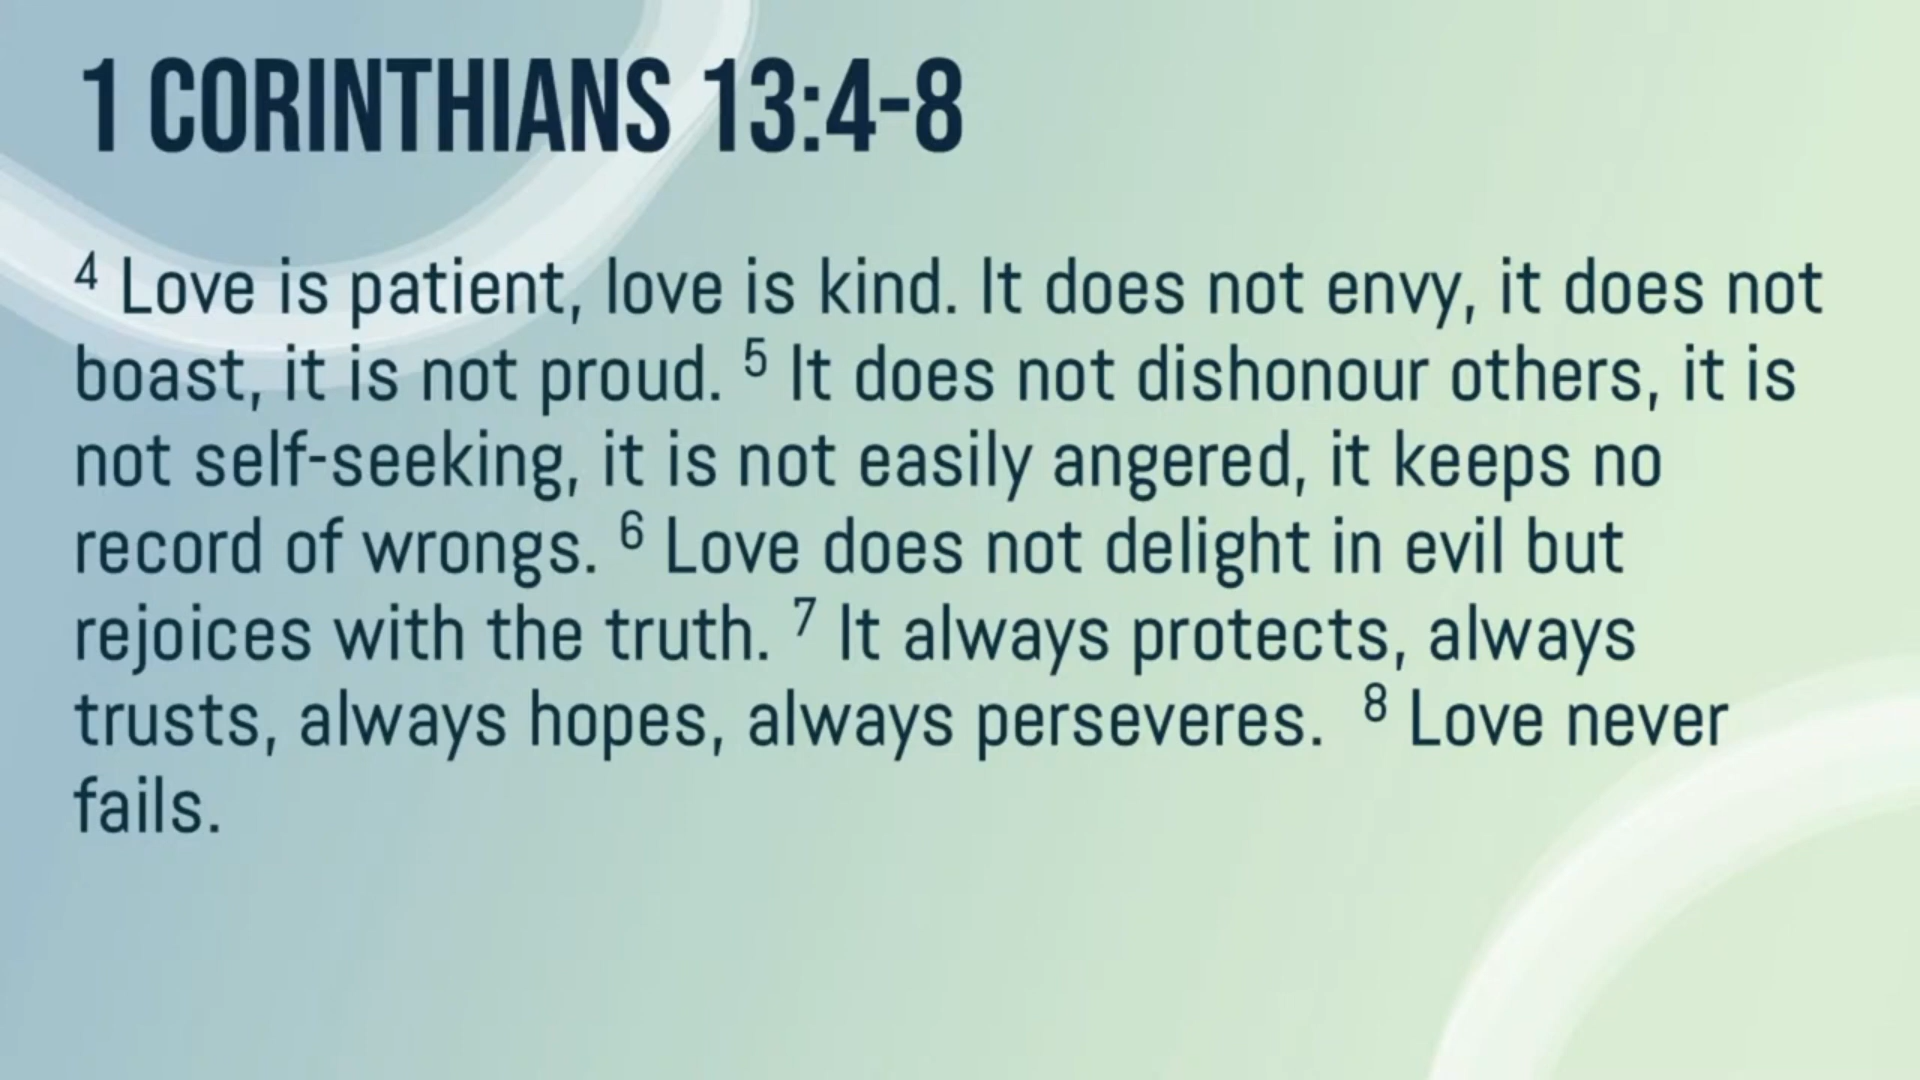 1 CORINTHIANS 13:4-8
⁴ Love is patient, love is kind. It does not envy, it does not
boast, it is not proud. ⁵ It does not dishonour others, it is
not self-seeking, it is not easily angered, it keeps no
record of wrongs. ⁶ Love does not delight in evil but
rejoices with the truth. ⁷ It always protects, always
trusts, always hopes, always perseveres. ⁸ Love never
fails.